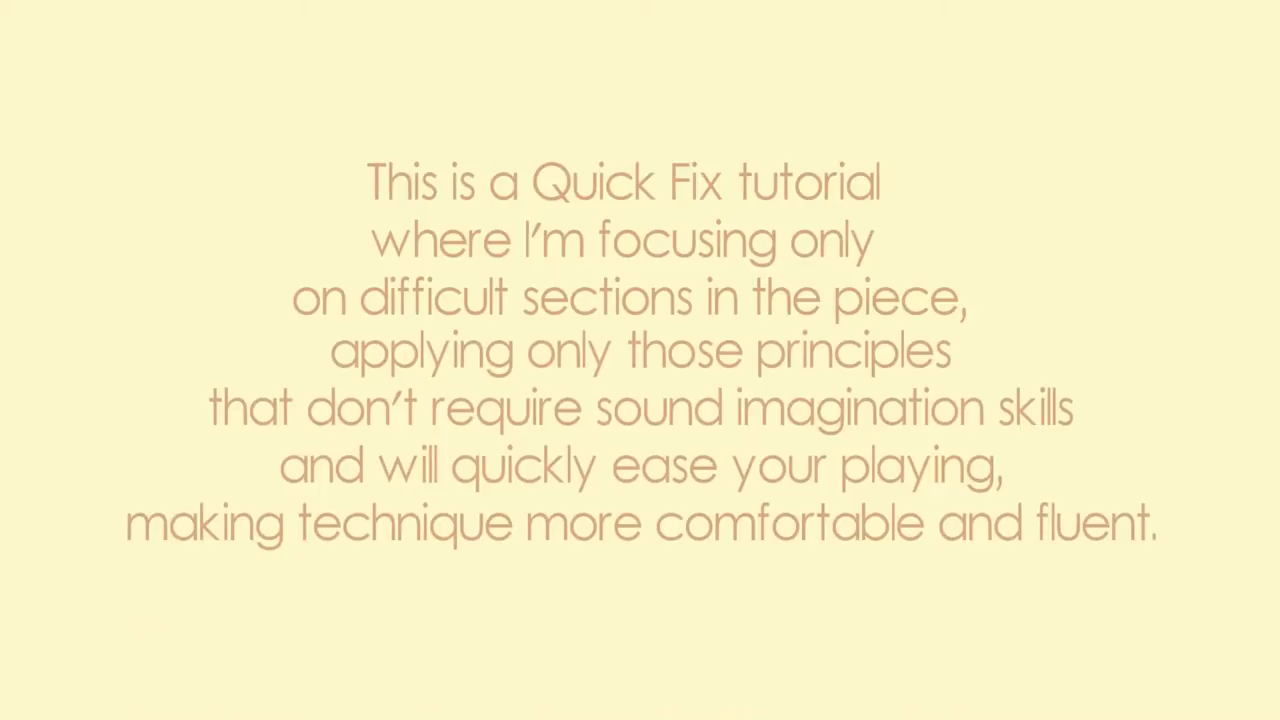 This is a Quick Fix tutorial
where I'm focusing only
on difficult sections in the piece,
applying only those principles
that don't require sound imagination skills
and will quickly ease your playing,
making technique more comfortable and fluent.